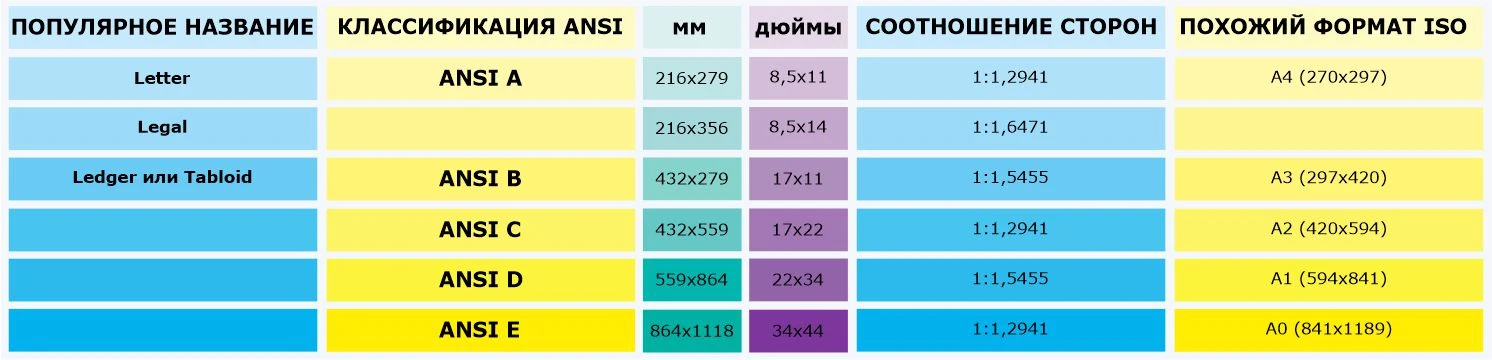 ПОПУЛЯРНОЕ НАЗВАНИЕ КЛАССИФИКАЦИЯ ANSI мм дюймы СООТНОШЕНИЕ СТОРОН ПОХОЖИЙ ФОРМАТ ISO
Letter ANSI A 216x279 8,5x11 1:1,2941 A4 (270x297)
Legal 216x356 8,5x14 1:1,6471
Ledger или Tabloid ANSI B 432x279 17x11 1:1,5455 A3 (297x420)
ANSI C 432x559 17x22 1:1,2941 A2 (420x594)
ANSI D 559x864 22x34 1:1,5455 A1 (594x841)
ANSI E 864x1118 34x44 1:1,2941 A0 (841x1189)